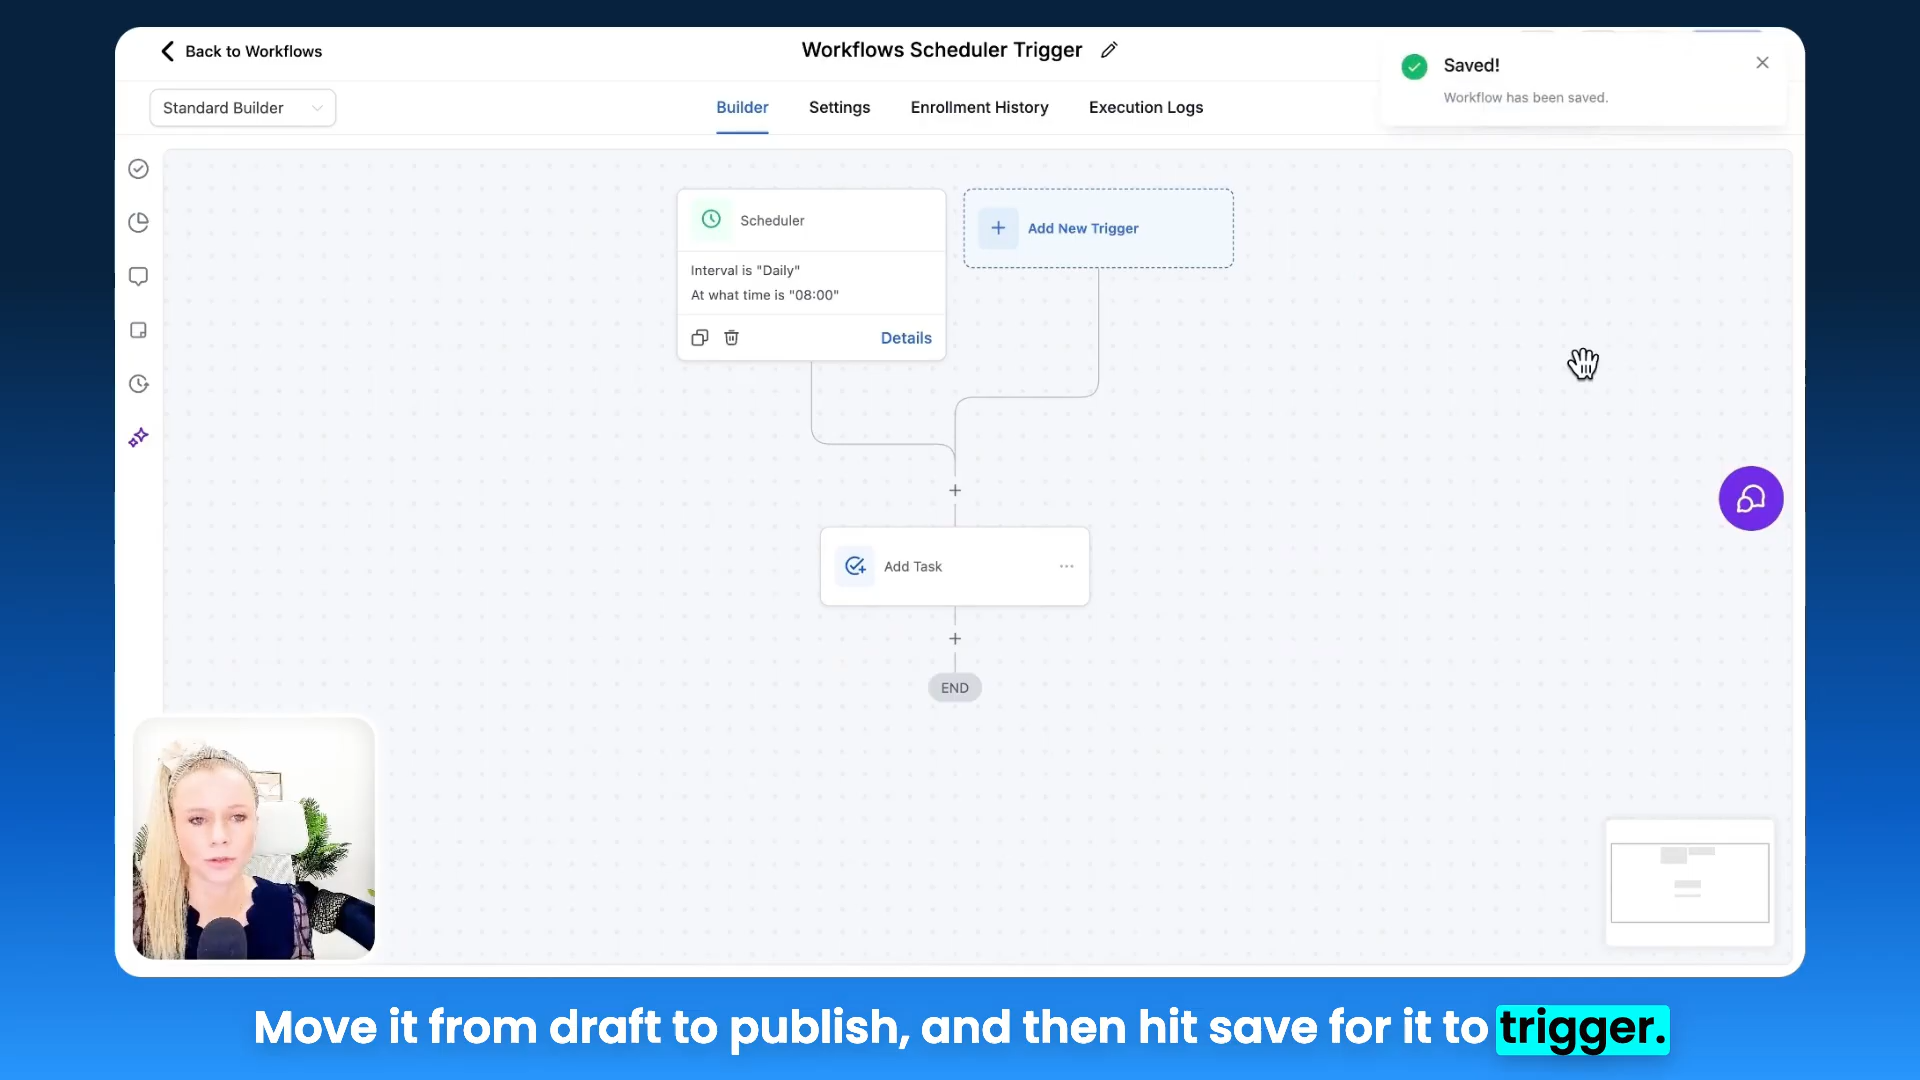 Back to Workflows
Workflows Scheduler Trigger
Saved!
Workflow has been saved.
Standard Builder
Builder
Settings
Enrollment History
Execution Logs
Scheduler
Interval is "Daily"
At what time is "08:00"
Details
Add New Trigger
Add Task
END
Move it from draft to publish, and then hit save for it to trigger.